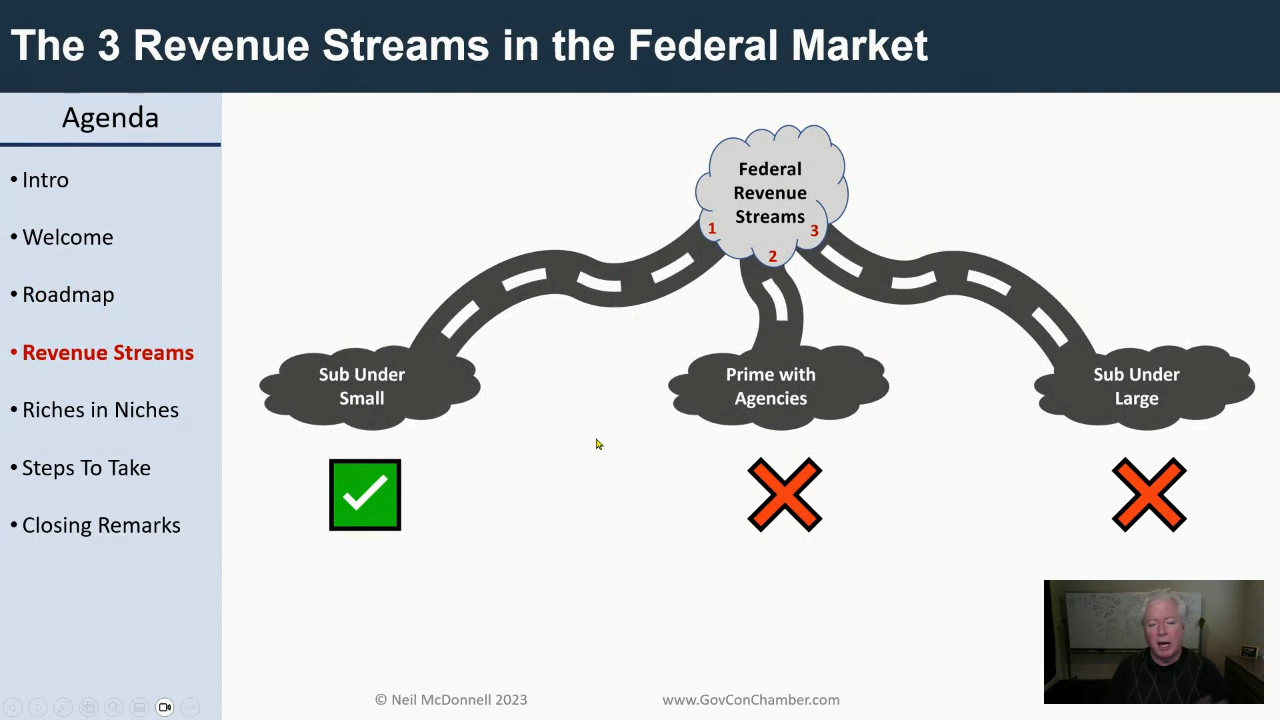 The 3 Revenue Streams in the Federal Market
Agenda
• Intro
• Welcome
• Roadmap
• Revenue Streams
• Riches in Niches
• Steps To Take
• Closing Remarks
Federal
Revenue
Streams
1
2
3
Sub Under
Small
Prime with
Agencies
Sub Under
Large
© Neil McDonnell 2023
www.GovConChamber.com